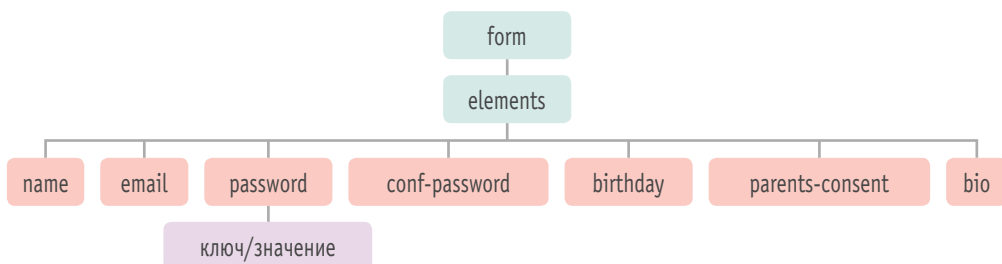 form
elements
name email password conf-password birthday parents-consent bio
ключ/значение